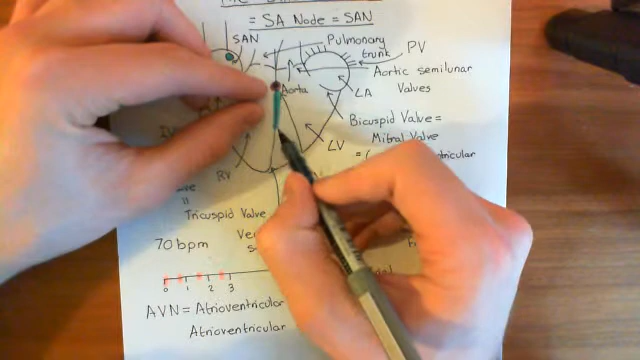 = SA Node = SAN
SAN
Pulmonary
trunk
PV
Aortic semilunar
Valves
Aorta
LA
Bicuspid Valve =
Mitral Valve
LV
RV
Tricuspid Valve
70 bpm
0 1 2 3
AVN = Atrioventricular
Atrioventricular